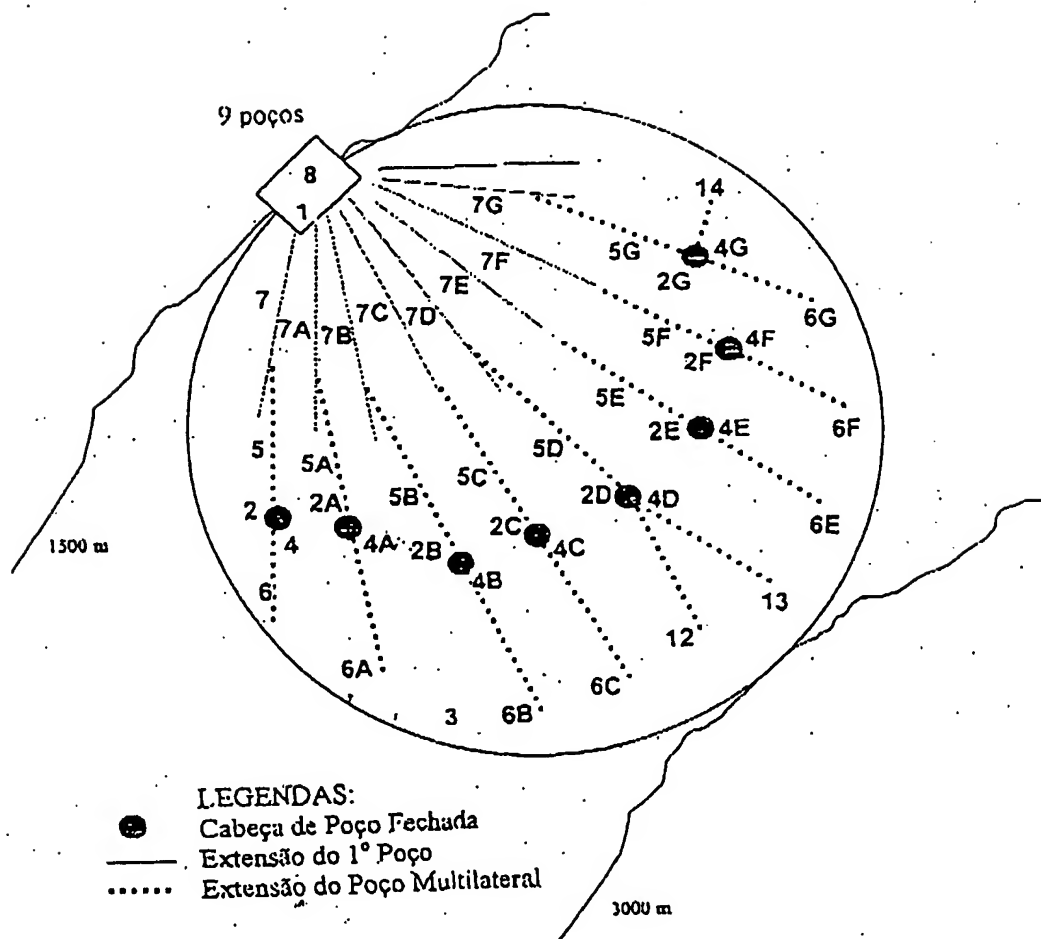 9 poços
8
1
14
7G
5G
4G
2G
7F
6G
7E
7
7C
7D
7A
7B
5F
4F
2F
6F
5E
2E
4E
5
5D
5A
5C
5B
2D
4D
6E
2
2A
2C
1500 m
4
4A
2B
4C
4B
6
13
12
6A
6C
3
6B
LEGENDAS:
Cabeça de Poço Fechada
Extensão do 1º Poço
Extensão do Poço Multilateral
3000 m